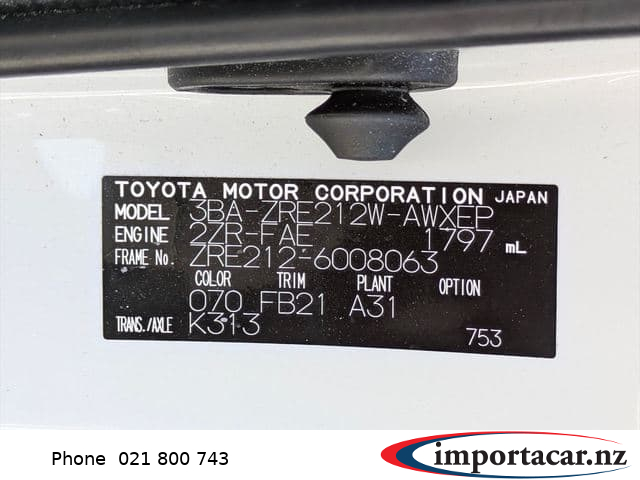 TOYOTA MOTOR CORPORATION JAPAN
MODEL 3BA-ZRE212W-AWXEP
ENGINE 2ZR-FAE 1797 mL
FRAME No. ZRE212-6008063
COLOR TRIM PLANT OPTION
070 FB21 A31
TRANS./AXLE K313
753
Phone 021 800 743
importacar.nz